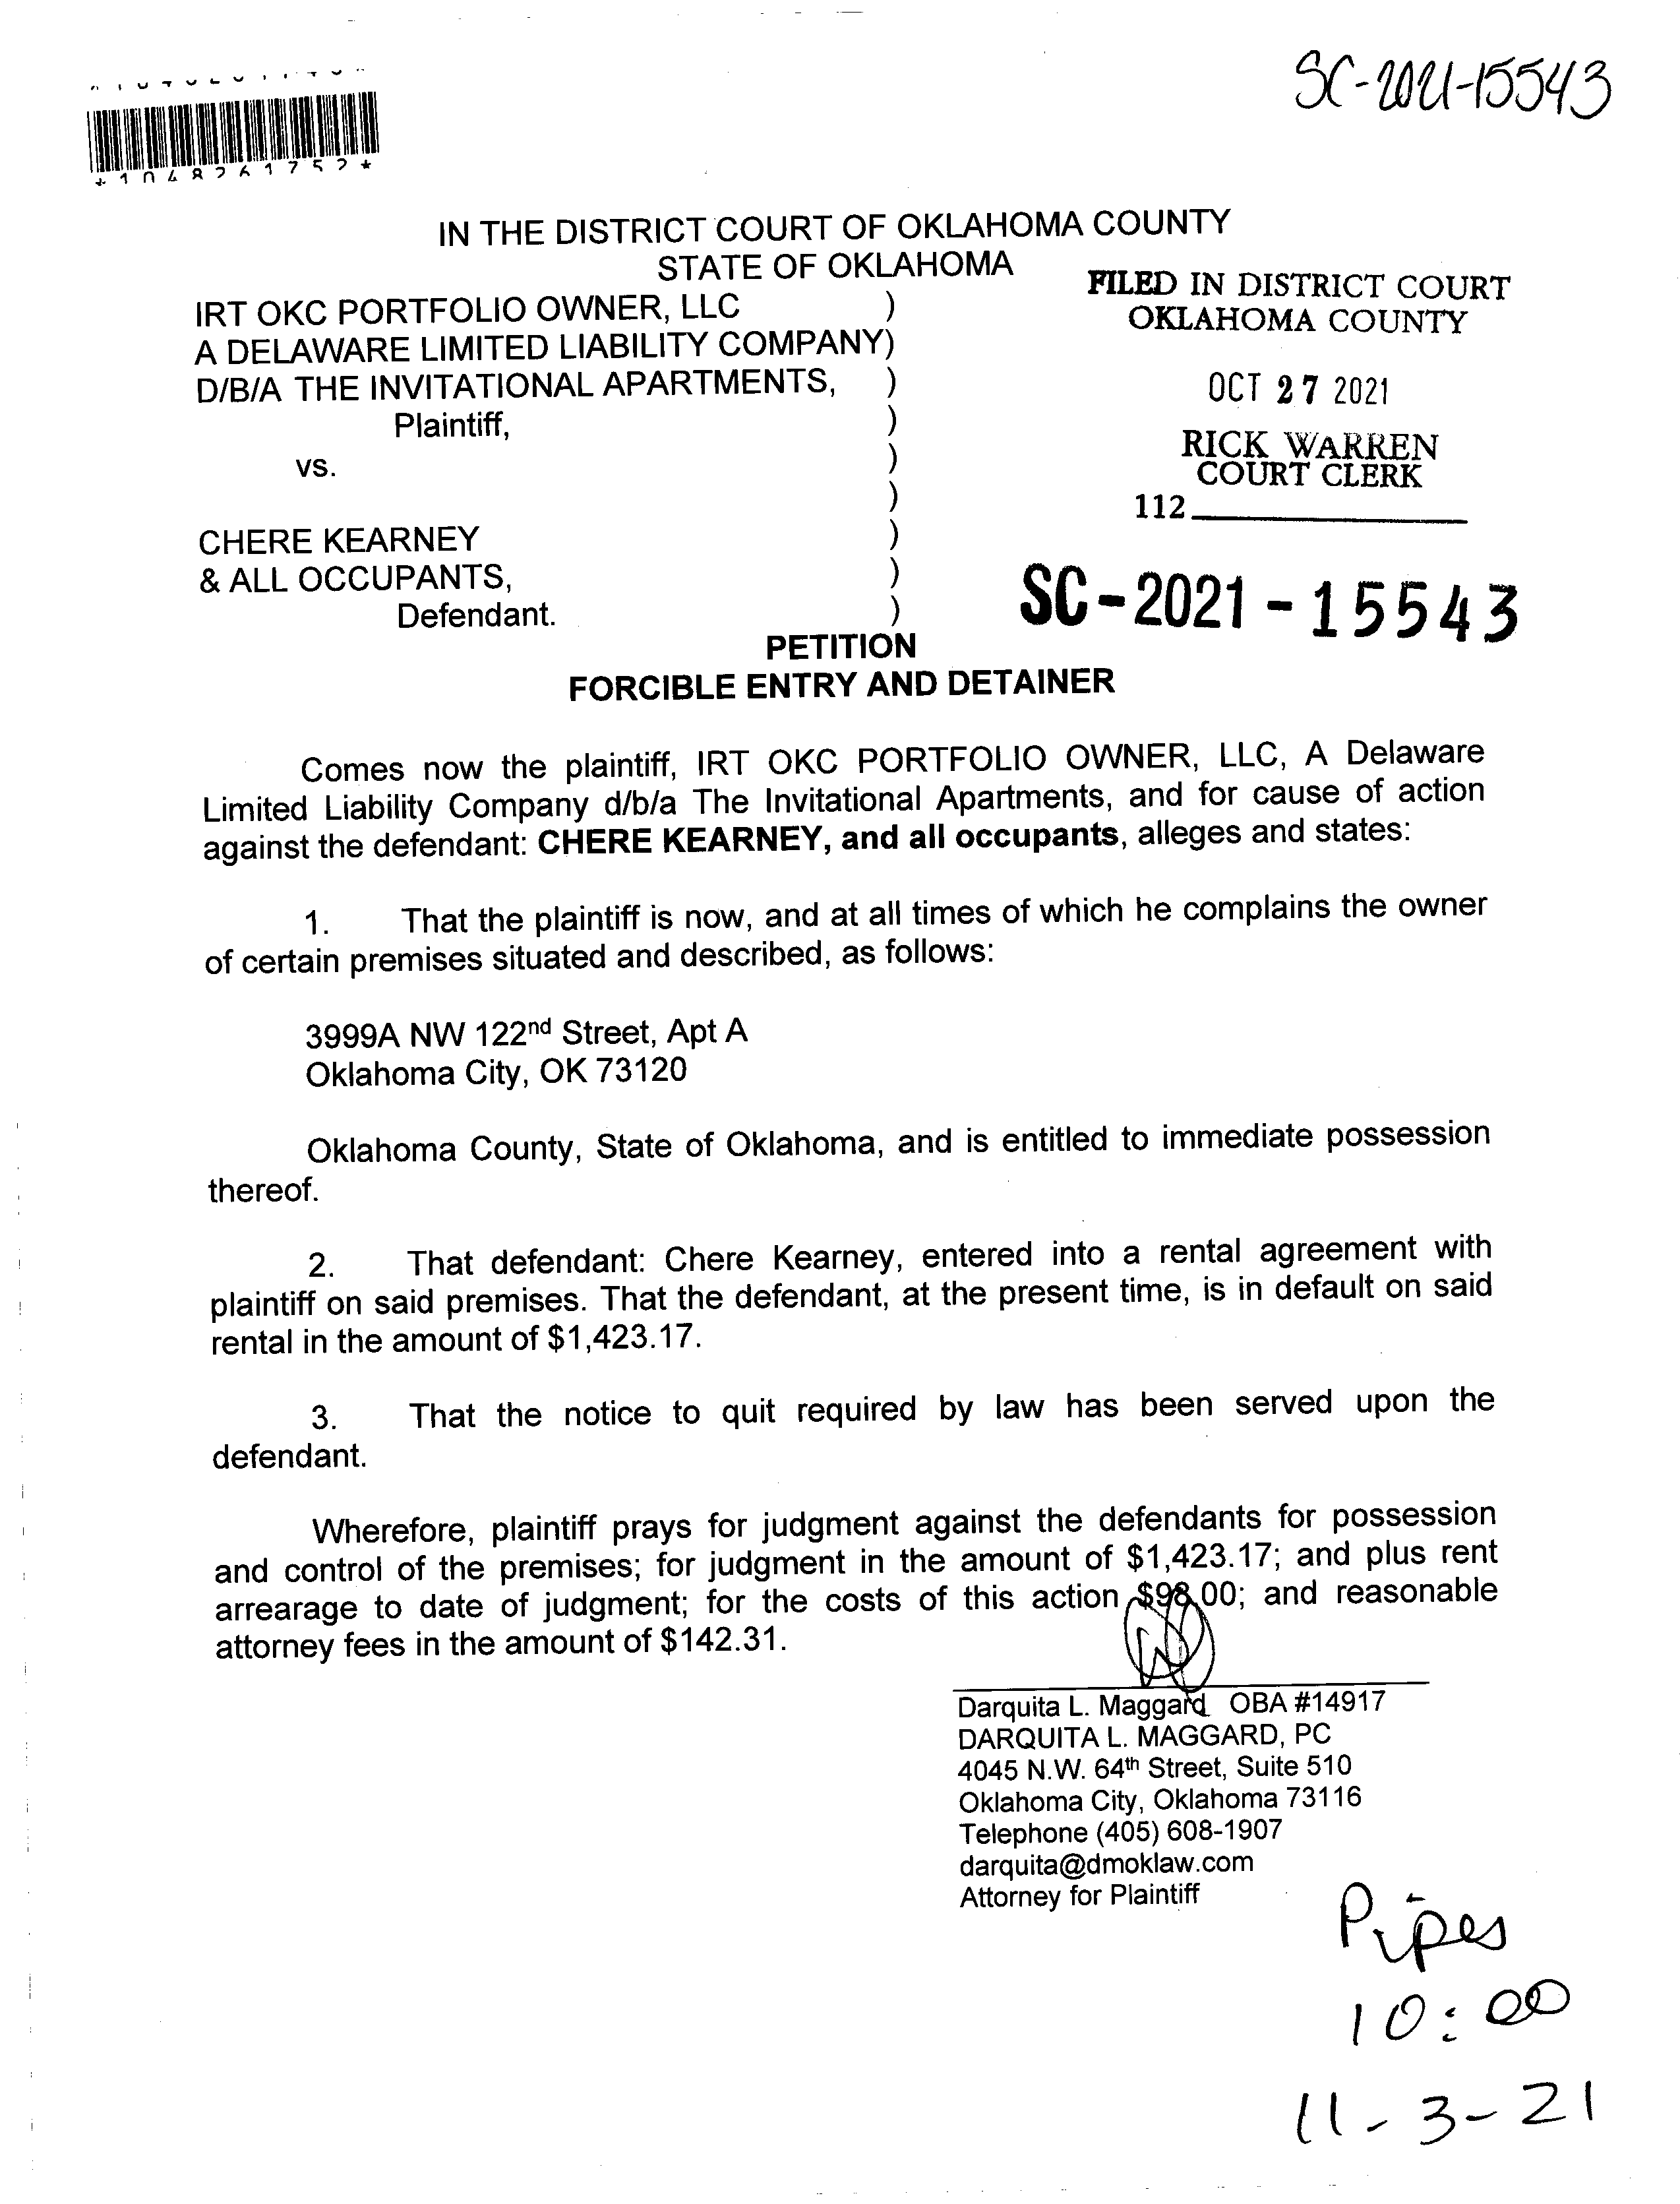 SC-2021-15543
*1048261752*
IN THE DISTRICT COURT OF OKLAHOMA COUNTY
STATE OF OKLAHOMA
FILED IN DISTRICT COURT
OKLAHOMA COUNTY
OCT 27 2021
RICK WARREN
COURT CLERK
112
IRT OKC PORTFOLIO OWNER, LLC )
A DELAWARE LIMITED LIABILITY COMPANY)
D/B/A THE INVITATIONAL APARTMENTS, )
Plaintiff, )
vs. )
)
CHERE KEARNEY )
& ALL OCCUPANTS, )
Defendant. )
SC-2021-15543
PETITION
FORCIBLE ENTRY AND DETAINER
Comes now the plaintiff, IRT OKC PORTFOLIO OWNER, LLC, A Delaware
Limited Liability Company d/b/a The Invitational Apartments, and for cause of action
against the defendant: CHERE KEARNEY, and all occupants, alleges and states:
1. That the plaintiff is now, and at all times of which he complains the owner
of certain premises situated and described, as follows:
3999A NW 122nd Street, Apt A
Oklahoma City, OK 73120
Oklahoma County, State of Oklahoma, and is entitled to immediate possession
thereof.
2. That defendant: Chere Kearney, entered into a rental agreement with
plaintiff on said premises. That the defendant, at the present time, is in default on said
rental in the amount of $1,423.17.
3. That the notice to quit required by law has been served upon the
defendant.
Wherefore, plaintiff prays for judgment against the defendants for possession
and control of the premises; for judgment in the amount of $1,423.17; and plus rent
arrearage to date of judgment; for the costs of this action $98.00; and reasonable
attorney fees in the amount of $142.31.
Darquita L. Maggard OBA #14917
DARQUITA L. MAGGARD, PC
4045 N.W. 64th Street, Suite 510
Oklahoma City, Oklahoma 73116
Telephone (405) 608-1907
darquita@dmoklaw.com
Attorney for Plaintiff
Pipes
10:00
11-3-21